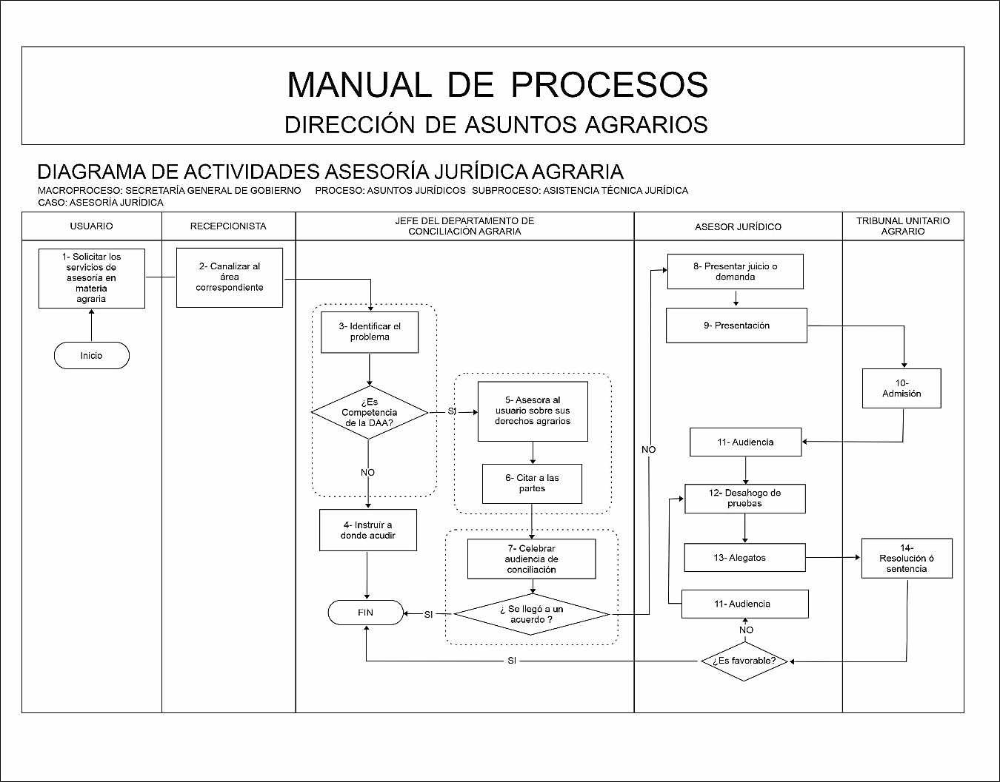 MANUAL DE PROCESOS
DIRECCIÓN DE ASUNTOS AGRARIOS
DIAGRAMA DE ACTIVIDADES ASESORÍA JURÍDICA AGRARIA
MACROPROCESO: SECRETARÍA GENERAL DE GOBIERNO PROCESO: ASUNTOS JURÍDICOS SUBPROCESO: ASISTENCIA TÉCNICA JURÍDICA
CASO: ASESORÍA JURÍDICA
USUARIO
RECEPCIONISTA
JEFE DEL DEPARTAMENTO DE
CONCILIACIÓN AGRARIA
ASESOR JURÍDICO
TRIBUNAL UNITARIO
AGRARIO
1- Solicitar los
servicios de
asesoría en
materia
agraria
Inicio
2- Canalizar al
área
correspondiente
3- Identificar el
problema
¿Es
Competencia
de la DAA?
SI
NO
4- Instruír a
donde acudir
FIN
5- Asesora al
usuario sobre sus
derechos agrarios
6- Citar a las
partes
7- Celebrar
audiencia de
conciliación
¿ Se llegó a un
acuerdo ?
SI
NO
8- Presentar juicio o
demanda
9- Presentación
10-
Admisión
11- Audiencia
12- Desahogo de
pruebas
13- Alegatos
14-
Resolución ó
sentencia
11- Audiencia
NO
¿Es favorable?
SI